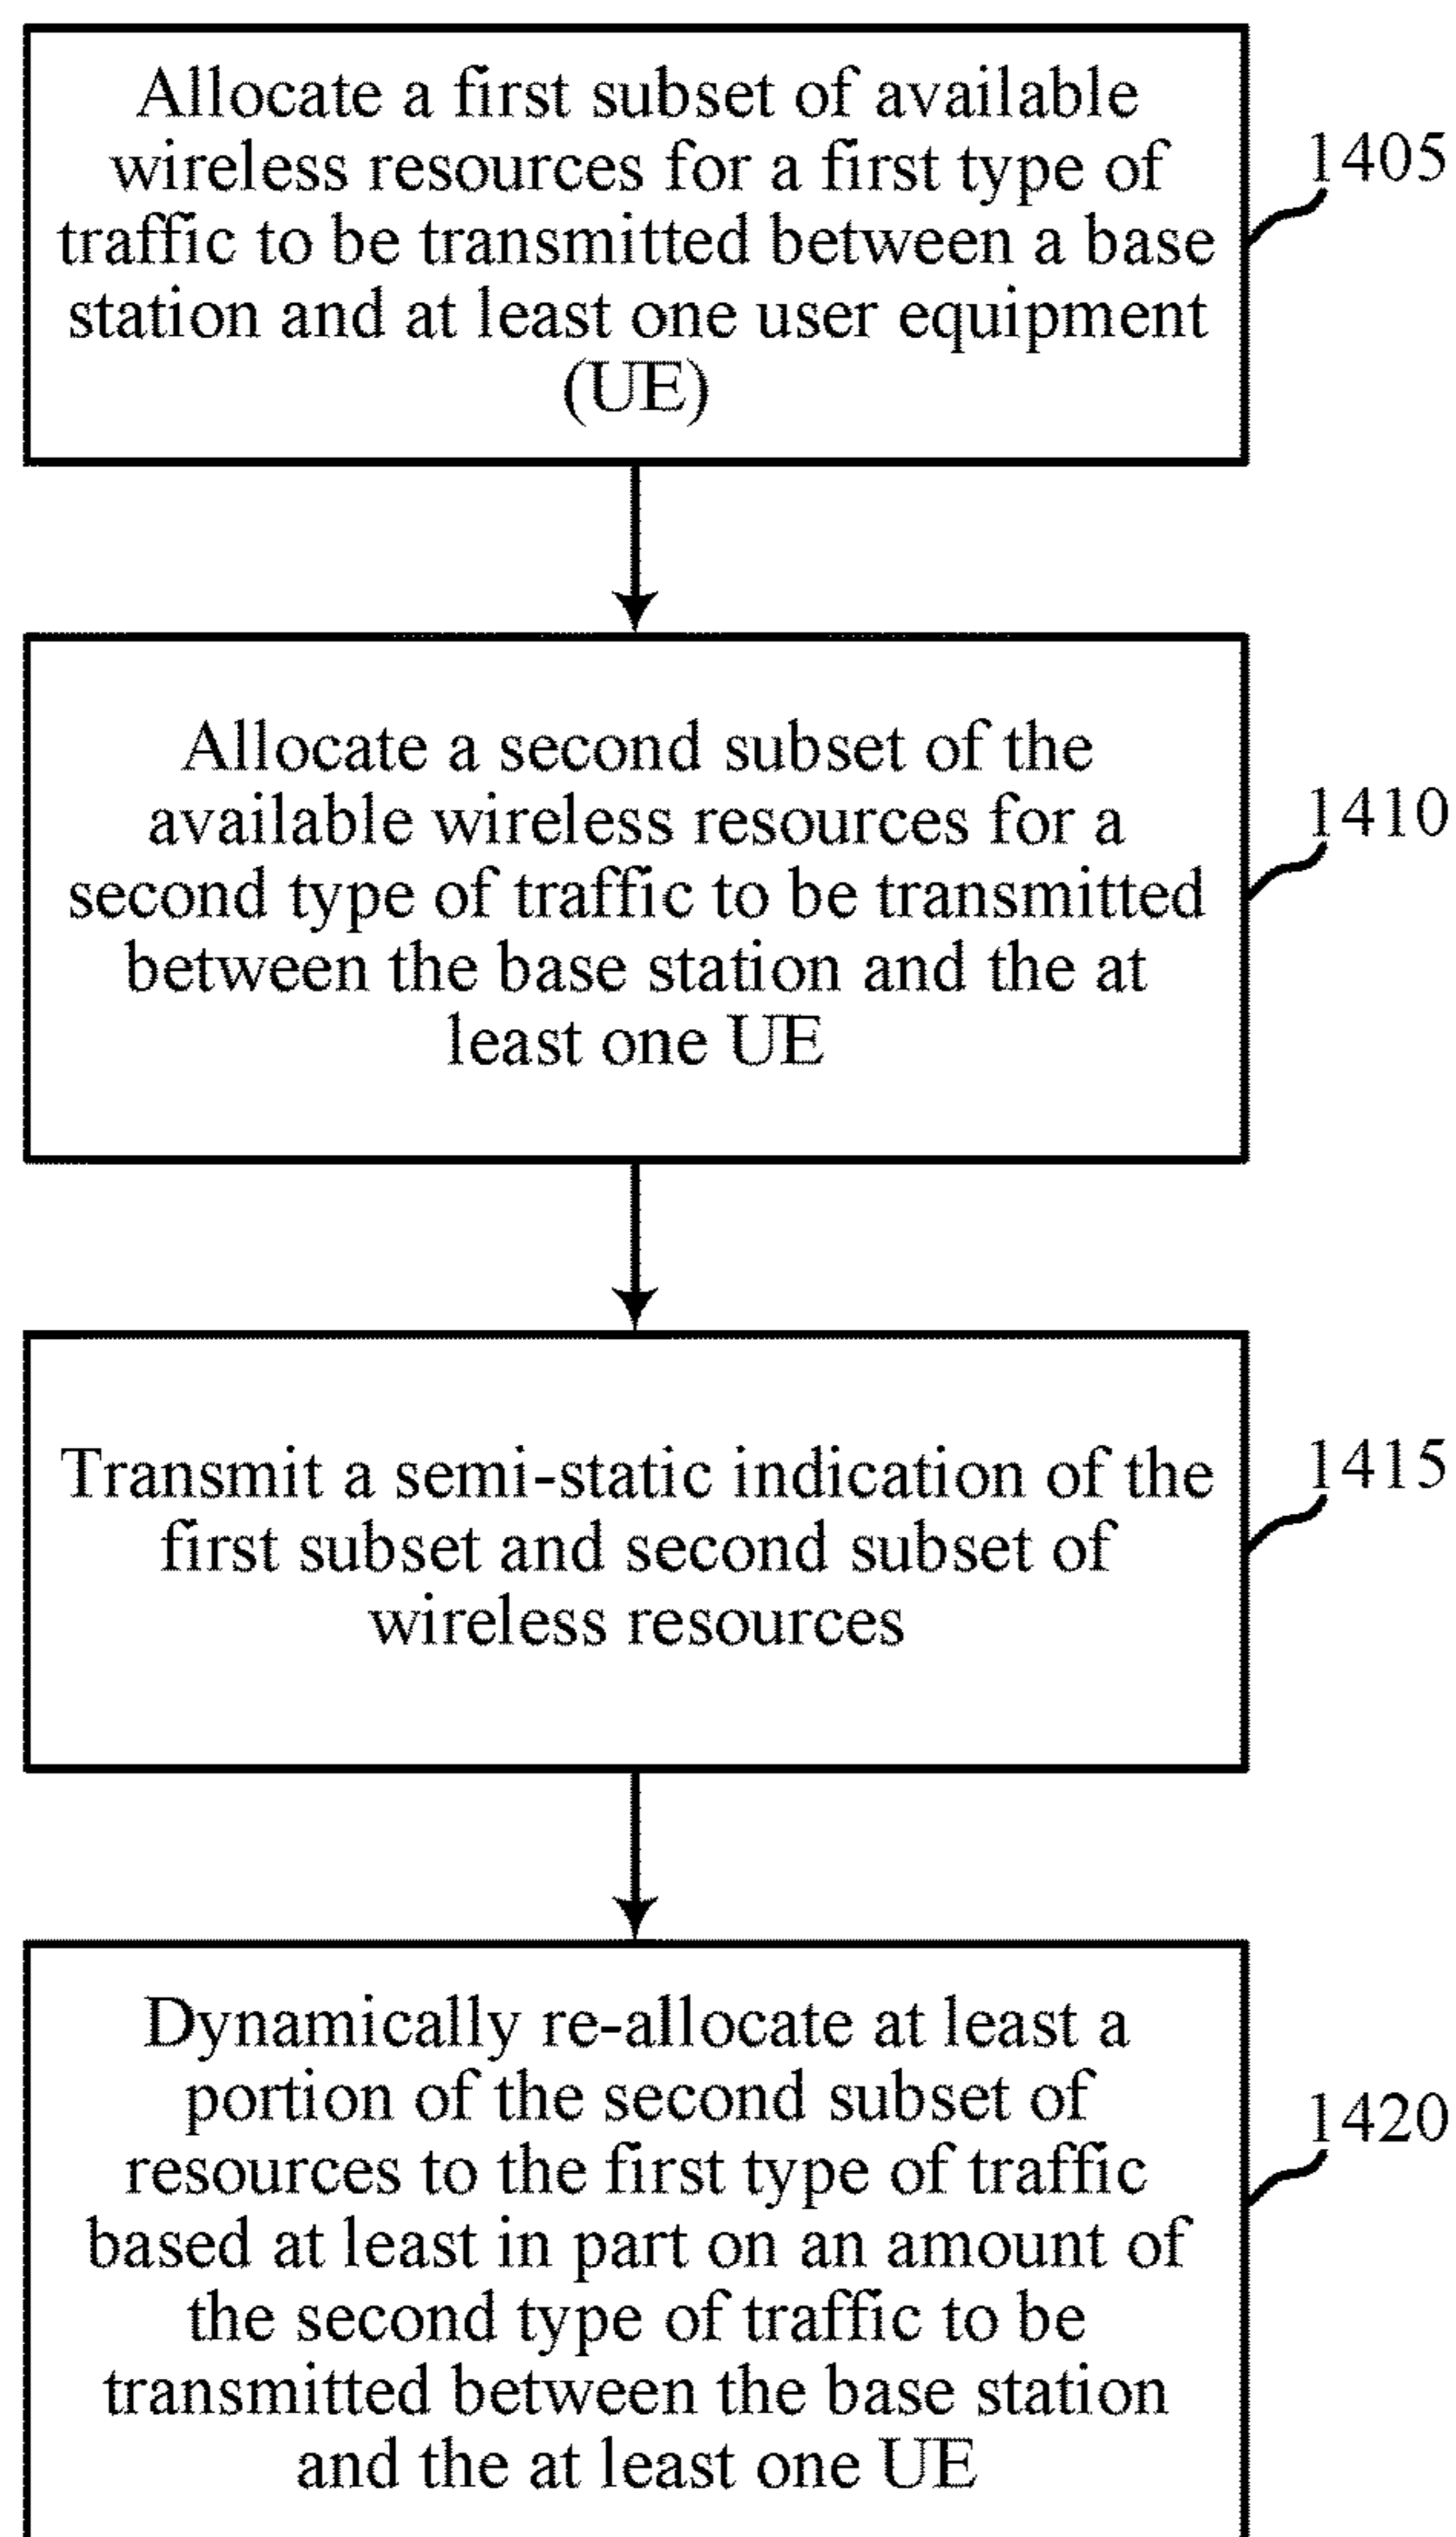 Allocate a first subset of available
wireless resources for a first type of
traffic to be transmitted between a base
station and at least one user equipment
(UE)
1405
Allocate a second subset of the
available wireless resources for a
second type of traffic to be transmitted
between the base station and the at
least one UE
1410
Transmit a semi-static indication of the
first subset and second subset of
wireless resources
1415
Dynamically re-allocate at least a
portion of the second subset of
resources to the first type of traffic
based at least in part on an amount of
the second type of traffic to be
transmitted between the base station
and the at least one UE
1420